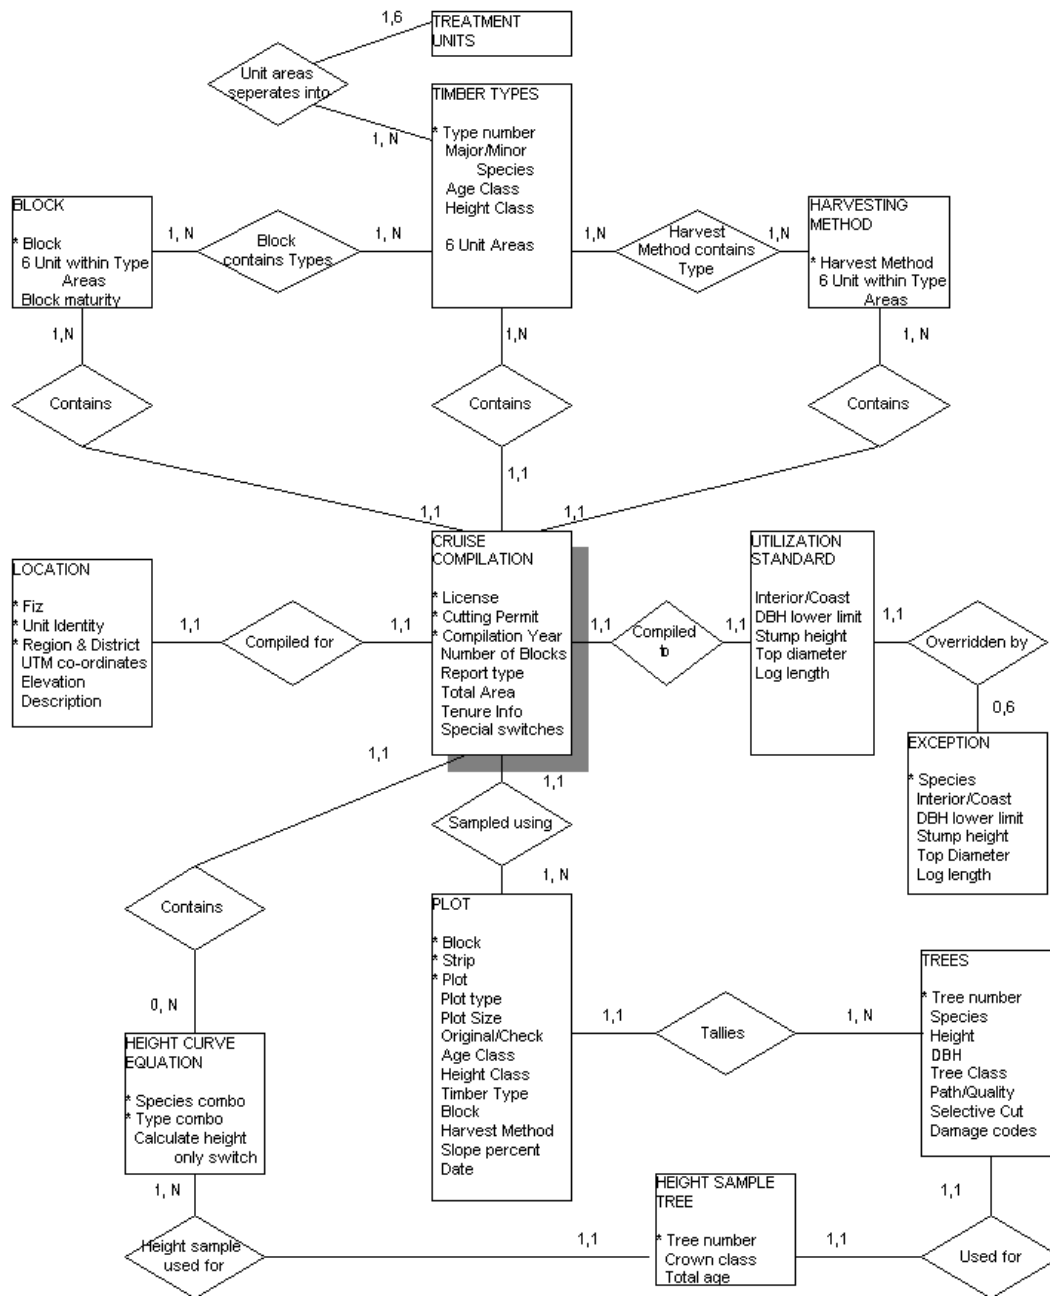 1,6
TREATMENT
UNITS
Unit areas
seperates into
1, N
TIMBER TYPES
* Type number
Major/Minor
Species
Age Class
Height Class
6 Unit Areas
BLOCK
* Block
6 Unit within Type
Areas
Block maturity
1, N
Block
contains Types
1, N
1,N
Harvest
Method contains
Type
1,N
HARVESTING
METHOD
* Harvest Method
6 Unit within Type
Areas
1,N
1,N
1, N
Contains
Contains
Contains
1,1
1,1
1,1
LOCATION
* Fiz
* Unit Identity
* Region & District
UTM co-ordinates
Elevation
Description
1,1
Compiled for
1,1
CRUISE
COMPILATION
* License
* Cutting Permit
* Compilation Year
Number of Blocks
Report type
Total Area
Tenure Info
Special switches
1,1
Compiled
to
1,1
UTILIZATION
STANDARD
Interior/Coast
DBH lower limit
Stump height
Top diameter
Log length
1,1
Overridden by
0,6
EXCEPTION
* Species
Interior/Coast
DBH lower limit
Stump height
Top Diameter
Log length
1,1
1,1
Sampled using
1, N
Contains
0, N
PLOT
* Block
* Strip
* Plot
Plot type
Plot Size
Original/Check
Age Class
Height Class
Timber Type
Block
Harvest Method
Slope percent
Date
1,1
Tallies
1, N
TREES
* Tree number
Species
Height
DBH
Tree Class
Path/Quality
Selective Cut
Damage codes
HEIGHT CURVE
EQUATION
* Species combo
* Type combo
Calculate height
only switch
1, N
Height sample
used for
1,1
HEIGHT SAMPLE
TREE
* Tree number
Crown class
Total age
1,1
Used for
1,1